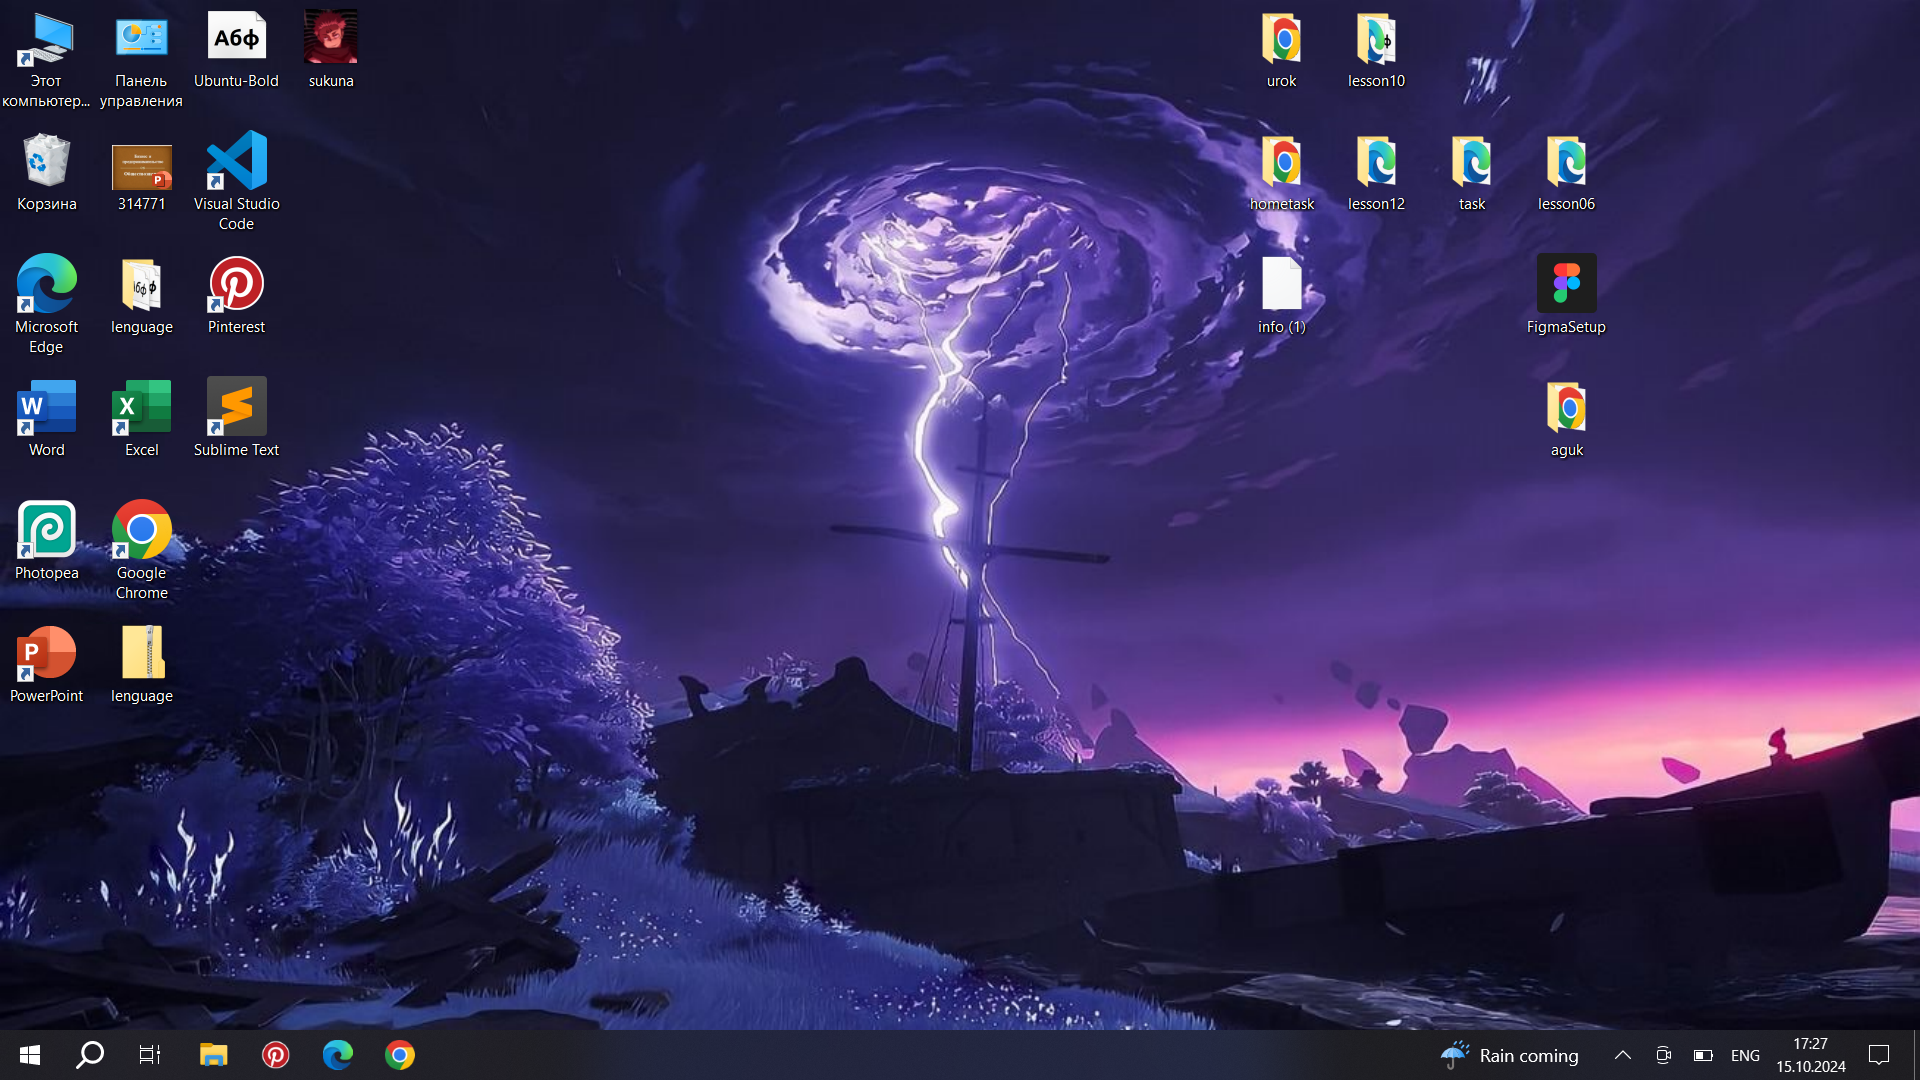 Этот
компьютер...
Панель
управления
Абф
Ubuntu-Bold
sukuna
urok
lesson10
Корзина
314771
Visual Studio
Code
hometask
lesson12
task
lesson06
Microsoft
Edge
lenguage
Pinterest
info (1)
FigmaSetup
Word
Excel
Sublime Text
aguk
Photopea
Google
Chrome
PowerPoint
lenguage
Rain coming
ENG
17:27
15.10.2024